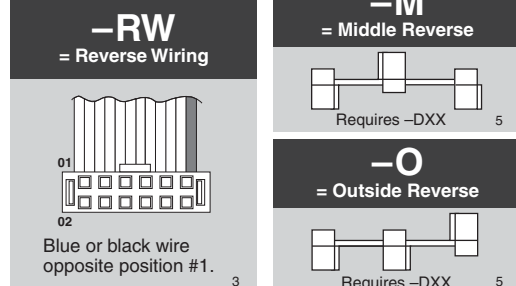 –RW
= Reverse Wiring
01
02
Blue or black wire
opposite position #1.
3
–M
= Middle Reverse
Requires –DXX
5
–O
= Outside Reverse
Requires –DXX
5